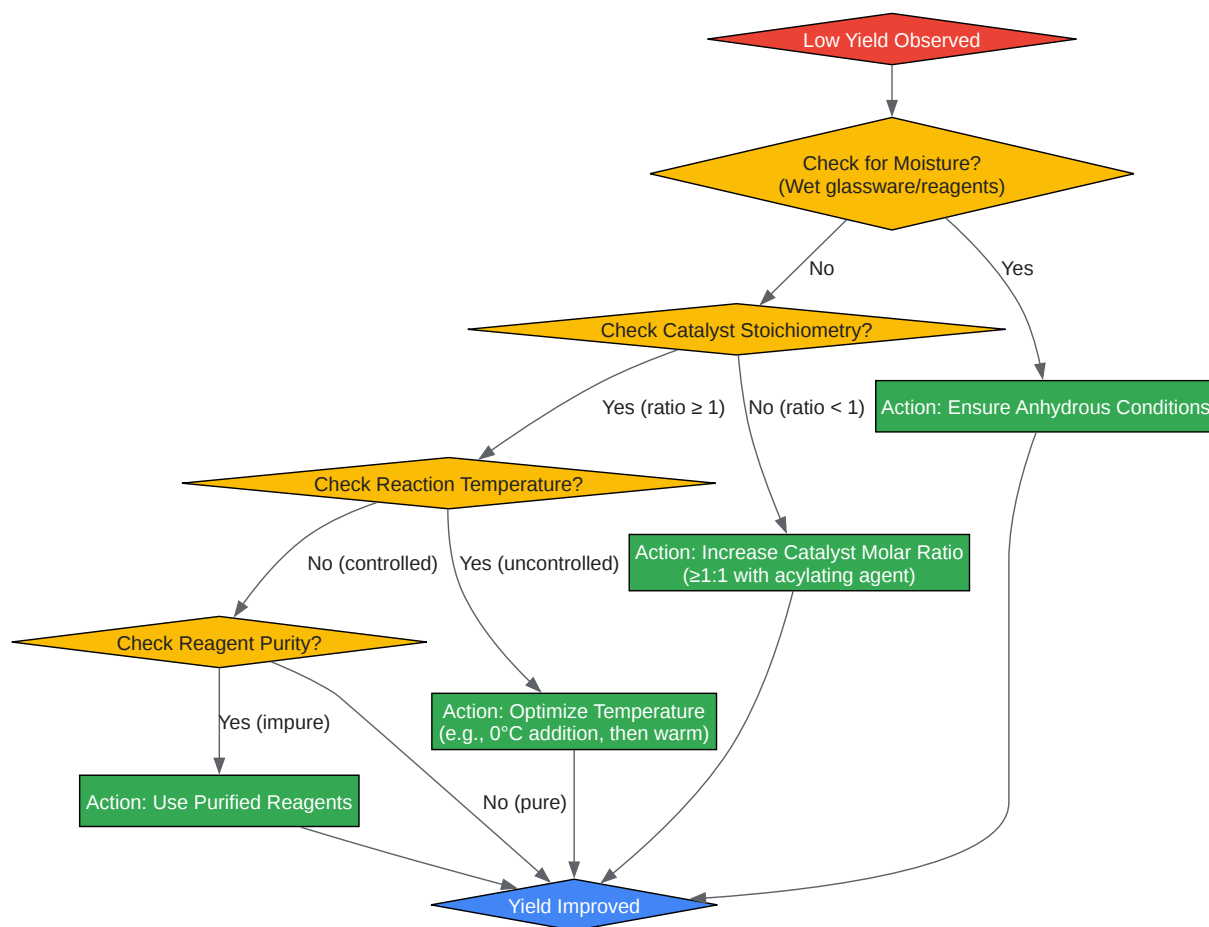 Low Yield Observed
Check for Moisture?
(Wet glassware/reagents)
No
Yes
Check Catalyst Stoichiometry?
Yes (ratio ≥ 1)
No (ratio < 1)
Action: Ensure Anhydrous Conditions
Check Reaction Temperature?
No (controlled)
Yes (uncontrolled)
Action: Increase Catalyst Molar Ratio
(≥1:1 with acylating agent)
Check Reagent Purity?
Yes (impure)
Action: Optimize Temperature
(e.g., 0°C addition, then warm)
Action: Use Purified Reagents
No (pure)
Yield Improved